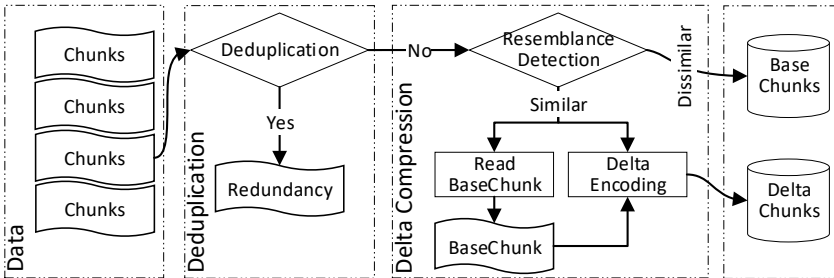 Chunks
Chunks
Chunks
Chunks
Data
Deduplication
Yes
Redundancy
Deduplication
No
Resemblance
Detection
Similar
Dissimilar
Read
BaseChunk
Delta
Encoding
BaseChunk
Delta Compression
Base
Chunks
Delta
Chunks